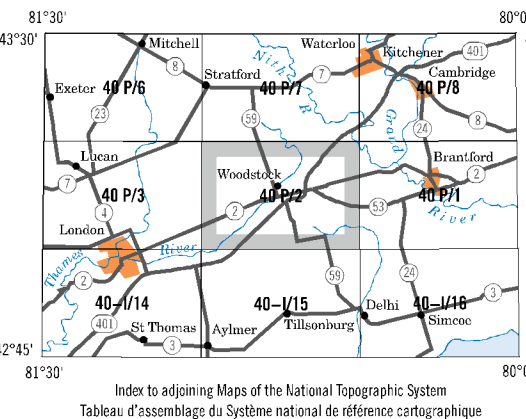 81°30' 80°0
43°30'
Waterloo
Mitchell
Kitchener
401
8
Nith R
Stratford
7
Cambridge
Exeter
40 P/6
40 P/7
40 P/8
23
59
Grand
24
8
Lucan
Brantford
7
Woodstock
2
40 P/3
40 P/2
40 P/1
4
2
53
River
London
River
Thames
2
59
24
3
40-I/14
40-I/15
40-I/16
401
Delhi
St Thomas
Aylmer
Tillsonburg
Simcoe
3
42°45'
81°30' 80°0
Index to adjoining Maps of the National Topographic System
Tableau d'assemblage du Système national de référence cartographique